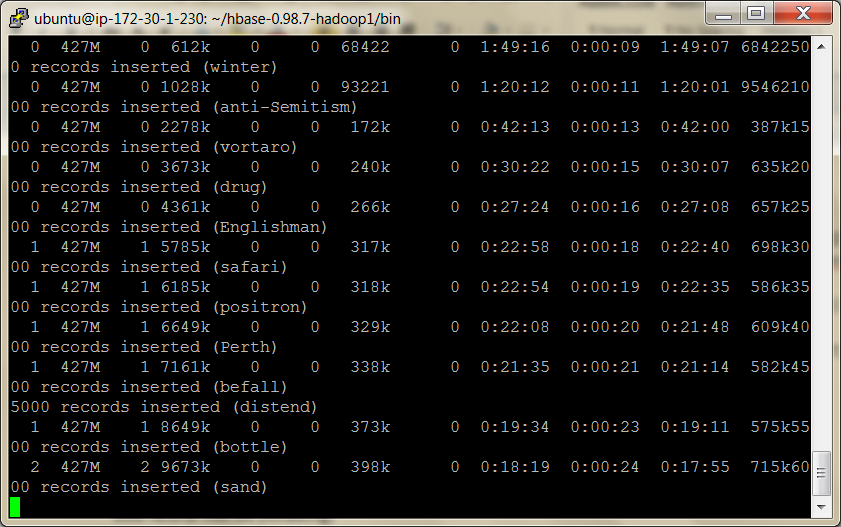 ubuntu@ip-172-30-1-230: ~/hbase-0.98.7-hadoop1/bin
0 427M 0 612k 0 0 68422 0 1:49:16 0:00:09 1:49:07 6842250
0 records inserted (winter)
0 427M 0 1028k 0 0 93221 0 1:20:12 0:00:11 1:20:01 9546210
00 records inserted (anti-Semitism)
0 427M 0 2278k 0 0 172k 0 0:42:13 0:00:13 0:42:00 387k15
00 records inserted (vortaro)
0 427M 0 3673k 0 0 240k 0 0:30:22 0:00:15 0:30:07 635k20
00 records inserted (drug)
0 427M 0 4361k 0 0 266k 0 0:27:24 0:00:16 0:27:08 657k25
00 records inserted (Englishman)
1 427M 1 5785k 0 0 317k 0 0:22:58 0:00:18 0:22:40 698k30
00 records inserted (safari)
1 427M 1 6185k 0 0 318k 0 0:22:54 0:00:19 0:22:35 586k35
00 records inserted (positron)
1 427M 1 6649k 0 0 329k 0 0:22:08 0:00:20 0:21:48 609k40
00 records inserted (Perth)
1 427M 1 7161k 0 0 338k 0 0:21:35 0:00:21 0:21:14 582k45
00 records inserted (befall)
5000 records inserted (distend)
1 427M 1 8649k 0 0 373k 0 0:19:34 0:00:23 0:19:11 575k55
00 records inserted (bottle)
2 427M 2 9673k 0 0 398k 0 0:18:19 0:00:24 0:17:55 715k60
00 records inserted (sand)